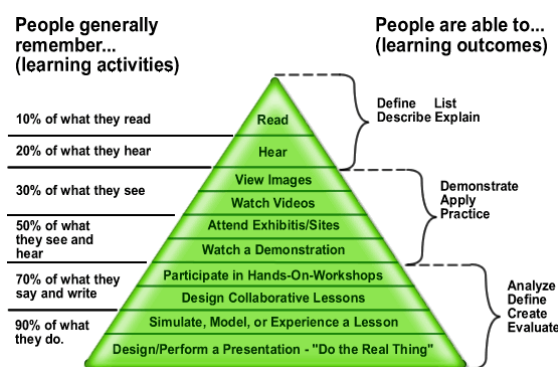 People generally
remember...
(learning activities)
People are able to...
(learning outcomes)
10% of what they read
20% of what they hear
30% of what they see
50% of what
they see and
hear
70% of what they
say and write
90% of what
they do.
Read
Hear
View Images
Watch Videos
Attend Exhibitis/Sites
Watch a Demonstration
Participate in Hands-On-Workshops
Design Collaborative Lessons
Simulate, Model, or Experience a Lesson
Design/Perform a Presentation - "Do the Real Thing"
Define List
Describe Explain
Demonstrate
Apply
Practice
Analyze
Define
Create
Evaluate